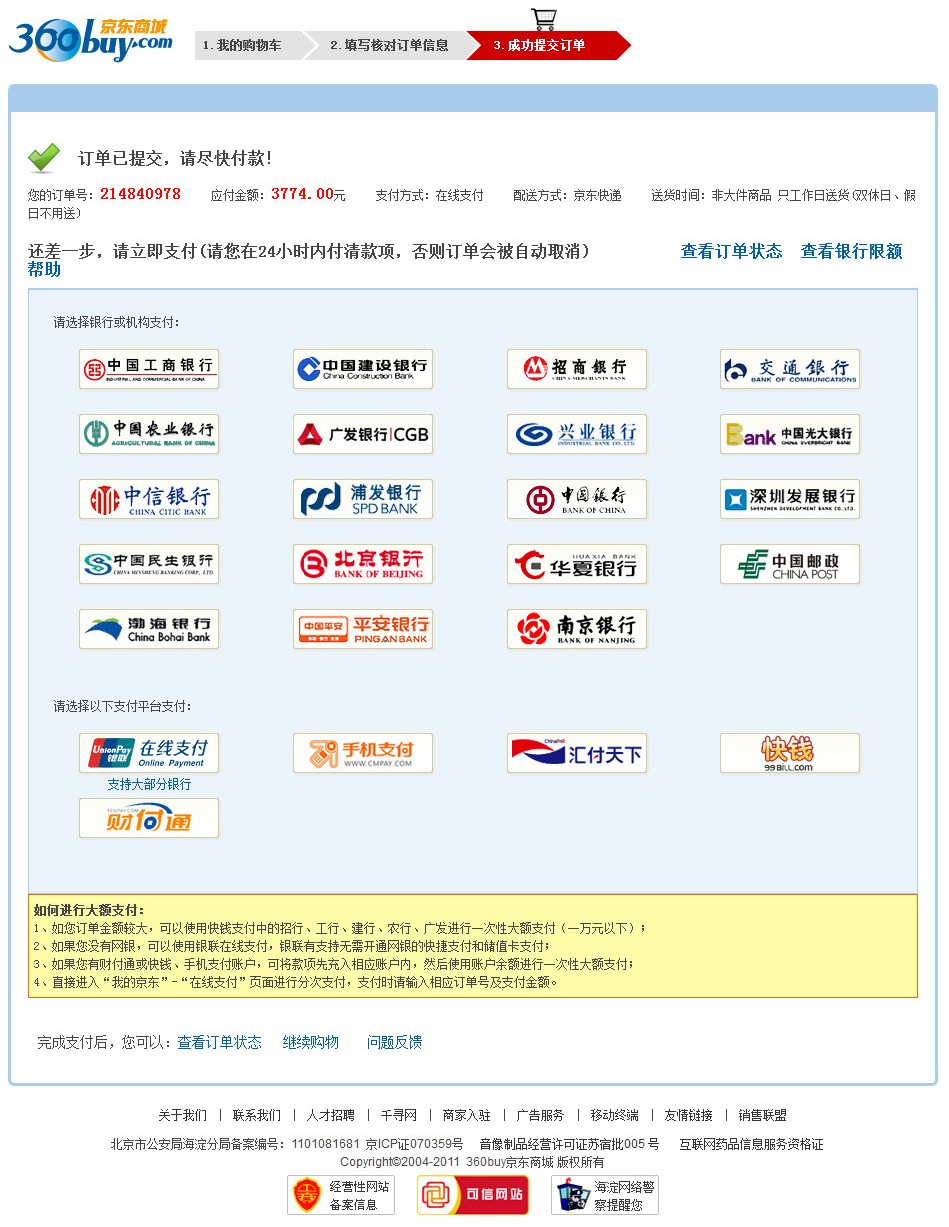 京东商城
360buy.com
1.我的购物车 2.填写核对订单信息 3.成功提交订单
订单已提交，请尽快付款！
您的订单号：214840978 应付金额：3774.00元 支付方式：在线支付 配送方式：京东快递 送货时间：非大件商品 只工作日送货(双休日、假
日不用送)
还差一步，请立即支付(请您在24小时内付清款项，否则订单会被自动取消) 查看订单状态 查看银行限额
帮助
请选择银行或机构支付：
中国工商银行 中国建设银行 招商银行 交通银行
INDUSTRIAL AND COMMERCIAL BANK OF CHINA China Construction Bank CHINA MERCHANTS BANK BANK OF COMMUNICATIONS
中国农业银行 广发银行|CGB 兴业银行 Bank 中国光大银行
AGRICULTURAL BANK OF CHINA INDUSTRIAL BANK CO.,LTD. CHINA EVERBRIGHT BANK
中信银行 浦发银行 中国银行 深圳发展银行
CHINA CITIC BANK SPD BANK BANK OF CHINA SHENZHEN DEVELOPMENT BANK CO.,LTD.
中国民生银行 北京银行 HUAXIA BANK 华夏银行 中国邮政
CHINA MINSHENG BANKING CORP., LTD. BANK OF BEIJING CHINA POST
渤海银行 中国平安 平安银行 南京银行
China Bohai Bank PINGAN BANK BANK OF NANJING
请选择以下支付平台支付：
UnionPay 银联 在线支付 手机支付 ChinaPnR 汇付天下 快钱
Online Payment WWW.CMPAY.COM 99BILL.COM
支持大部分银行
TENPAY.COM
财付通
如何进行大额支付：
1、如您订单金额较大，可以使用快钱支付中的招行、工行、建行、农行、广发进行一次性大额支付（一万元以下）；
2、如果您没有网银，可以使用银联在线支付，银联有支持无需开通网银的快捷支付和储值卡支付；
3、如果您有财付通或快钱、手机支付账户，可将款项先充入相应账户内，然后使用账户余额进行一次性大额支付；
4、直接进入“我的京东”-“在线支付”页面进行分次支付，支付时请输入相应订单号及支付金额。
完成支付后，您可以：查看订单状态 继续购物 问题反馈
关于我们 | 联系我们 | 人才招聘 | 千寻网 | 商家入驻 | 广告服务 | 移动终端 | 友情链接 | 销售联盟
北京市公安局海淀分局备案编号：1101081681 京ICP证070359号 音像制品经营许可证苏宿批005号 互联网药品信息服务资格证
Copyright©2004-2011 360buy京东商城 版权所有
经营性网站 可信网站 海淀网络警
备案信息 察提醒您